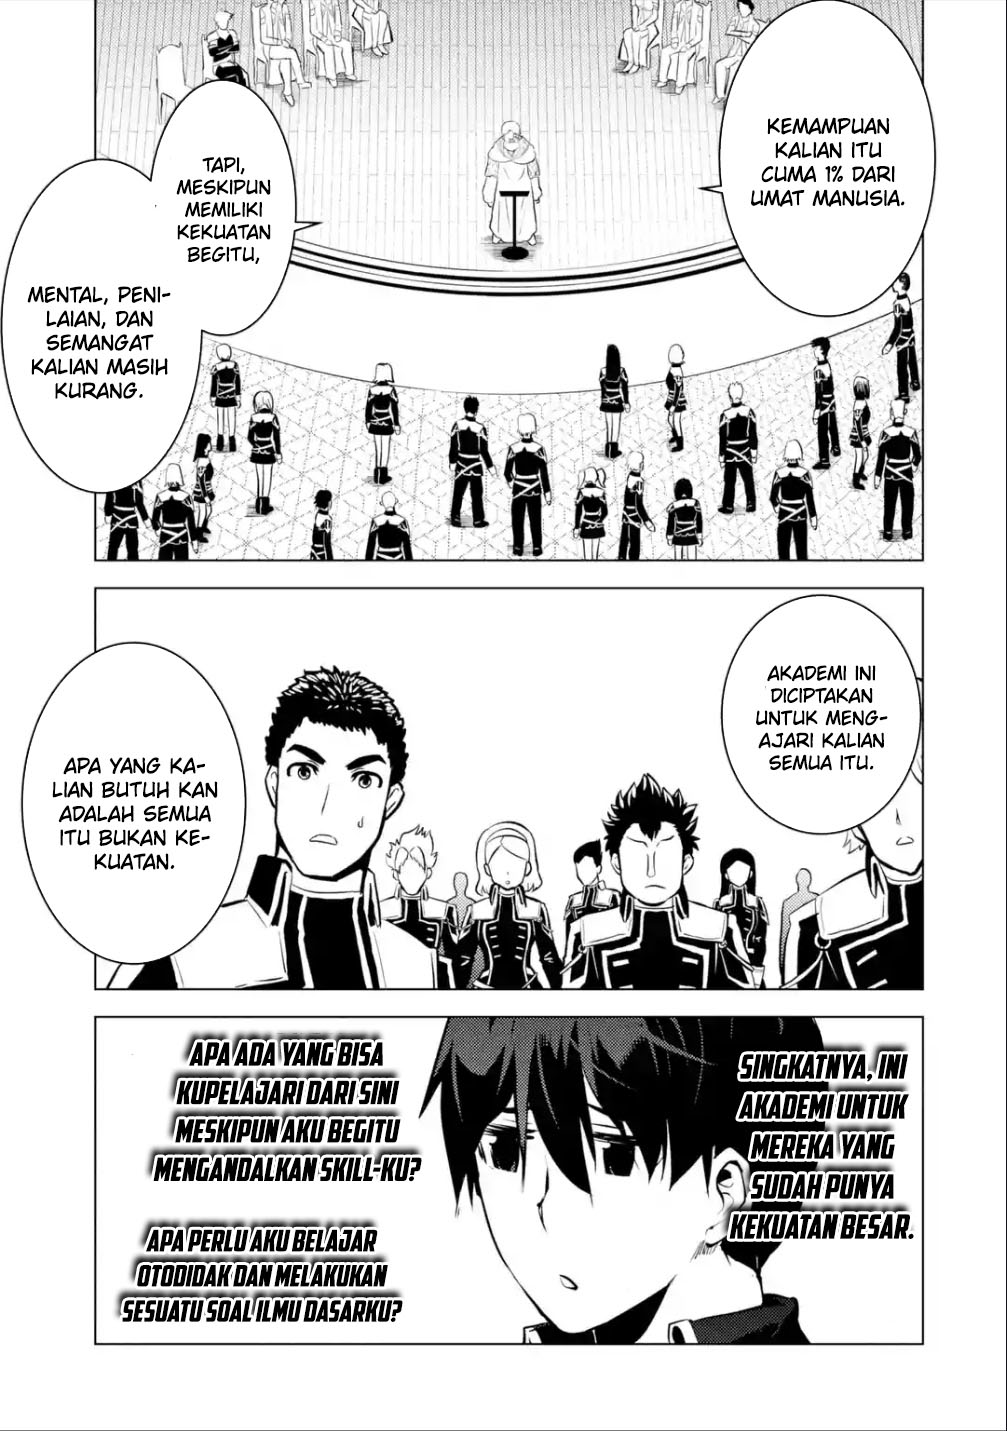 KEMAMPUAN
KALIAN ITU
CUMA 1% DARI
UMAT MANUSIA.
TAPI,
MESKIPUN
MEMILIKI
KEKUATAN
BEGITU,
MENTAL, PENI-
LAIAN, DAN
SEMANGAT
KALIAN MASIH
KURANG.
AKADEMI INI
DICIPTAKAN
UNTUK MENG-
AJARI KALIAN
SEMUA ITU.
APA YANG KA-
LIAN BUTUH KAN
ADALAH SEMUA
ITU BUKAN KE-
KUATAN.
SINGKATNYA, INI
AKADEMI UNTUK
MEREKA YANG
SUDAH PUNYA
KEKUATAN BESAR.
APA ADA YANG BISA
KUPELAJARI DARI SINI
MESKIPUN AKU BEGITU
MENGANDALKAN SKILL-KU?
APA PERLU AKU BELAJAR
OTODIDAK DAN MELAKUKAN
SESUATU SOAL ILMU DASARKU?